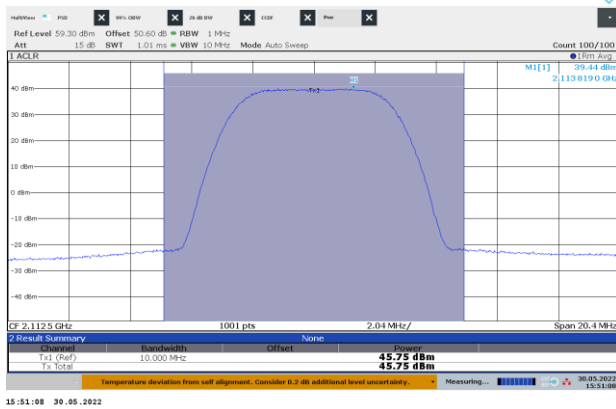 MultiView PSD 99% OBW 26 dB BW CCDF Pwr
Ref Level 59.30 dBm Offset 50.60 dB RBW 1 MHz
Att 15 dB SWT 1.01 ms VBW 10 MHz Mode Auto Sweep Count 100/100
1 ACLR 1Rm Avg
M1[1] 39.44 dBm
2.1138190 GHz
M1
Tx1
40 dBm
30 dBm
20 dBm
10 dBm
0 dBm
-10 dBm
-20 dBm
-30 dBm
-40 dBm
CF 2.1125 GHz 1001 pts 2.04 MHz/ Span 20.4 MHz
2 Result Summary None
Channel Bandwidth Offset Power
Tx1 (Ref) 10.000 MHz 45.75 dBm
Tx Total 45.75 dBm
Temperature deviation from self alignment. Consider 0.2 dB additional level uncertainty. Measuring... 30.05.2022
15:51:08
15:51:08 30.05.2022